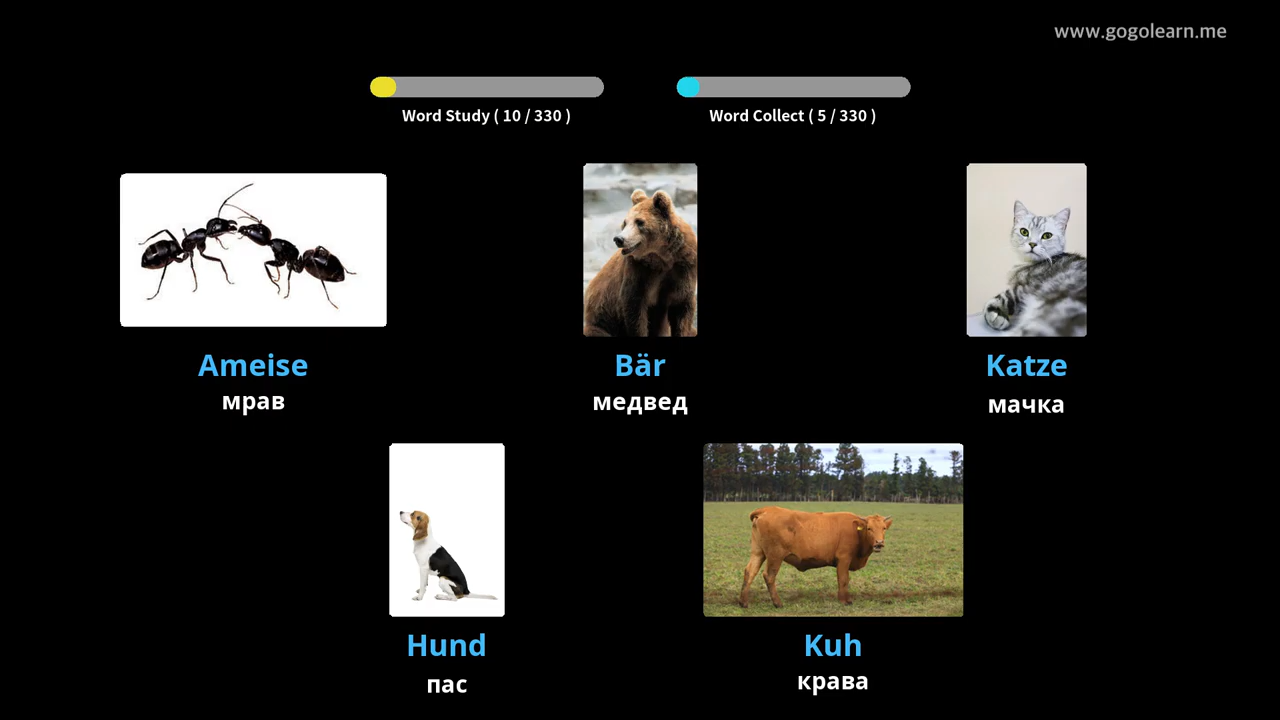 www.gogolearn.me
Word Study ( 10 / 330 )
Word Collect ( 5 / 330 )
Ameise
мрав
Bär
медвед
Katze
мачка
Hund
пас
Kuh
крава